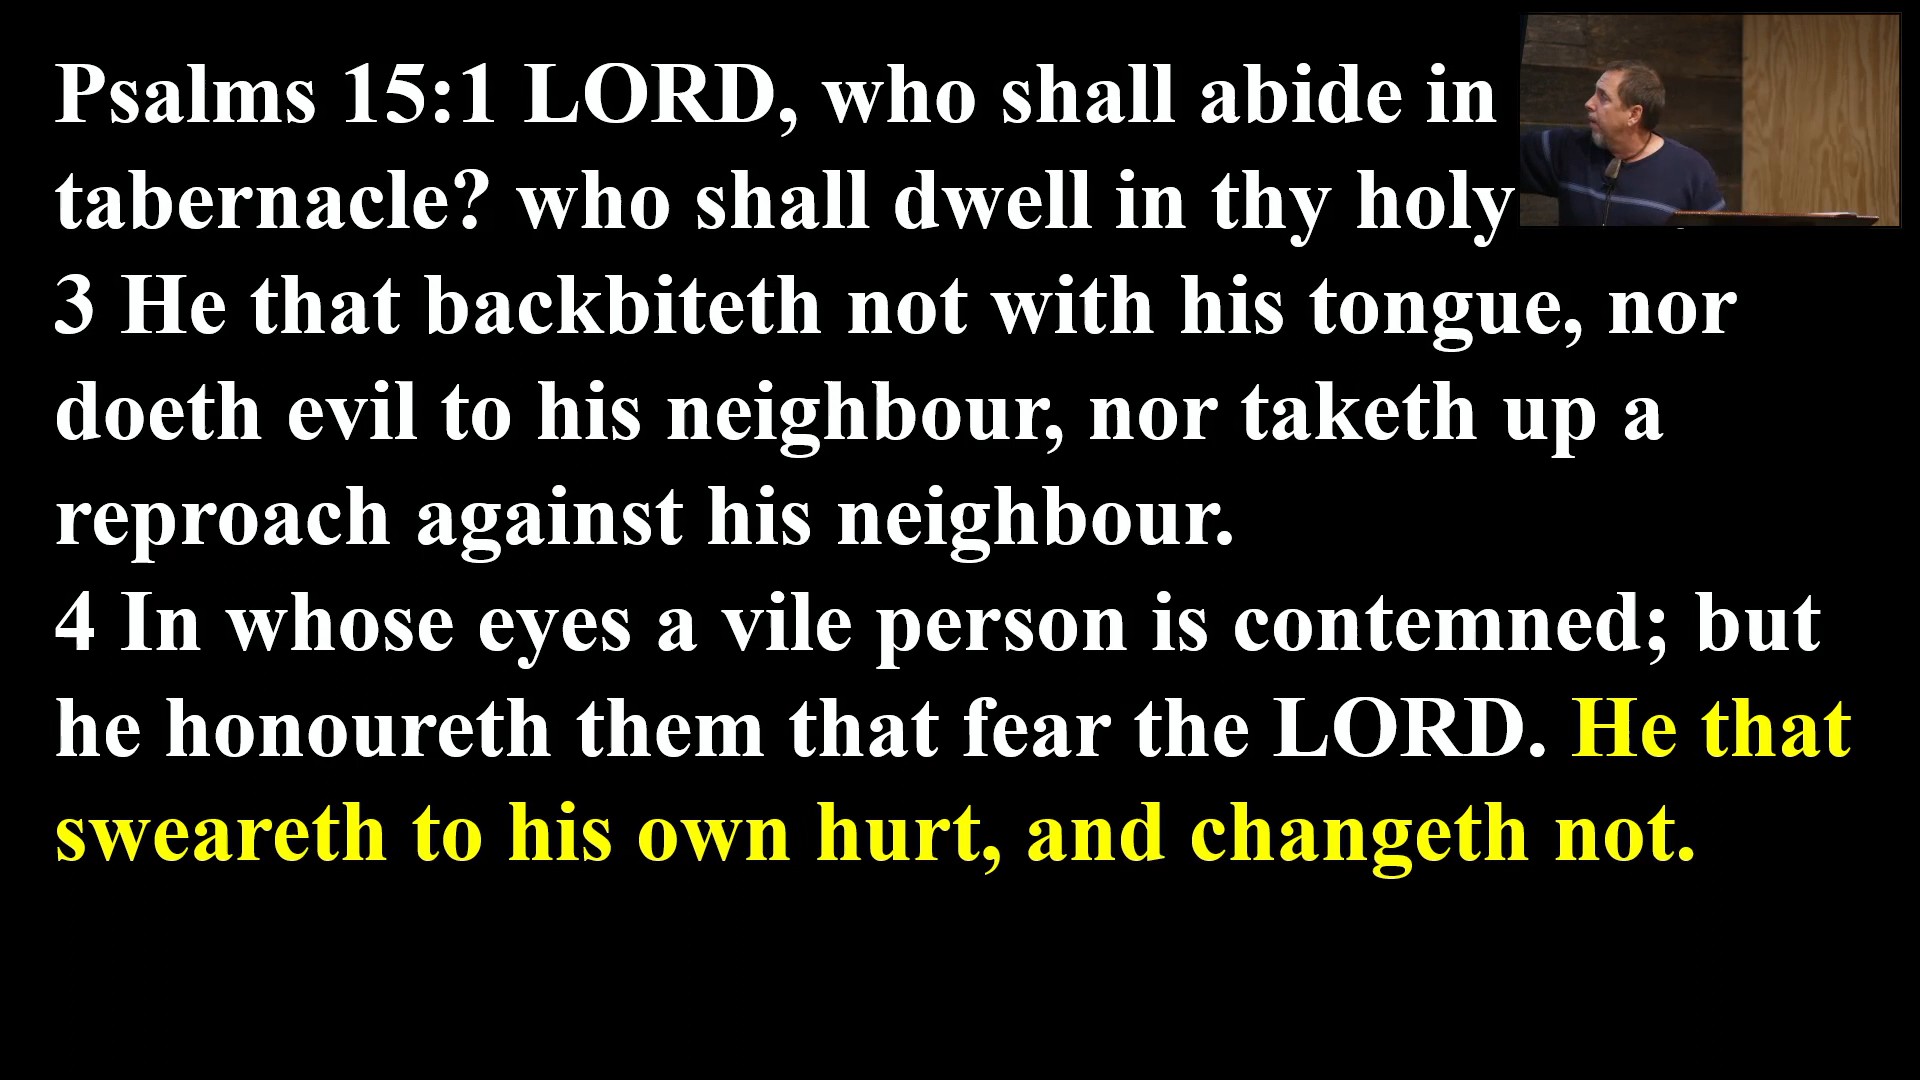 Psalms 15:1 LORD, who shall abide in
tabernacle? who shall dwell in thy holy
3 He that backbiteth not with his tongue, nor
doeth evil to his neighbour, nor taketh up a
reproach against his neighbour.
4 In whose eyes a vile person is contemned; but
he honoureth them that fear the LORD. He that
sweareth to his own hurt, and changeth not.